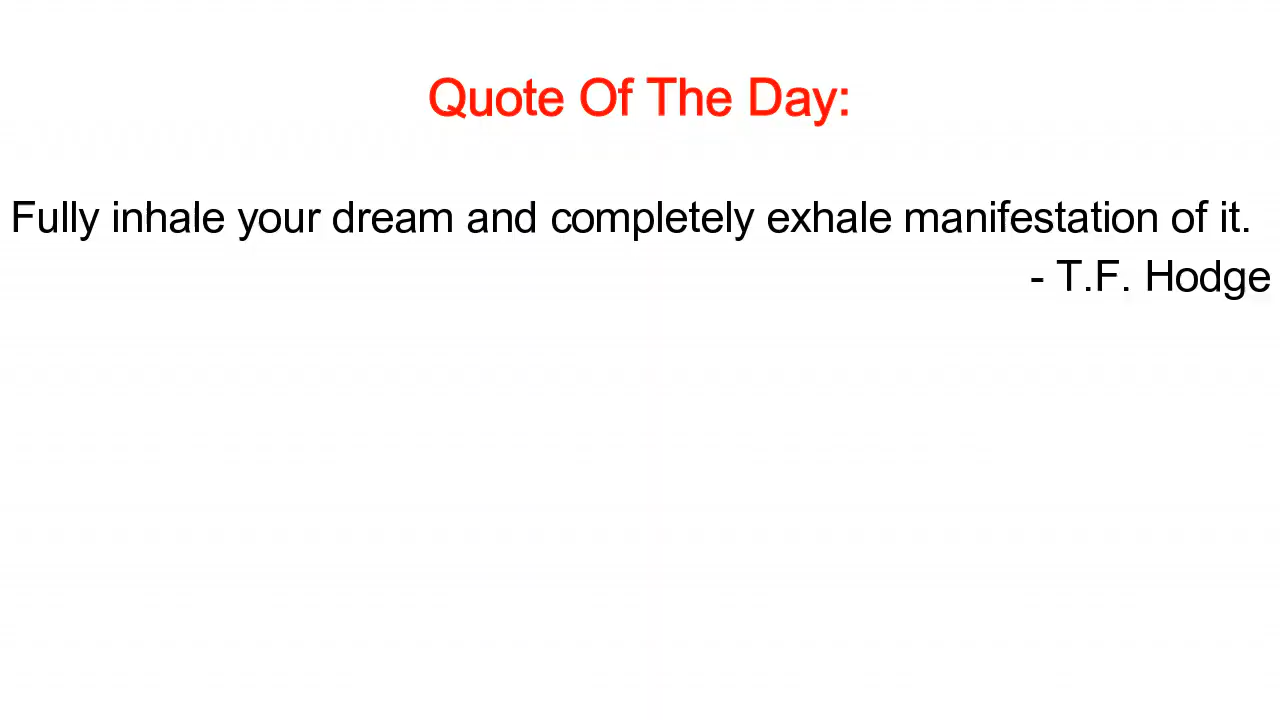 Quote Of The Day:
Fully inhale your dream and completely exhale manifestation of it.
- T.F. Hodge